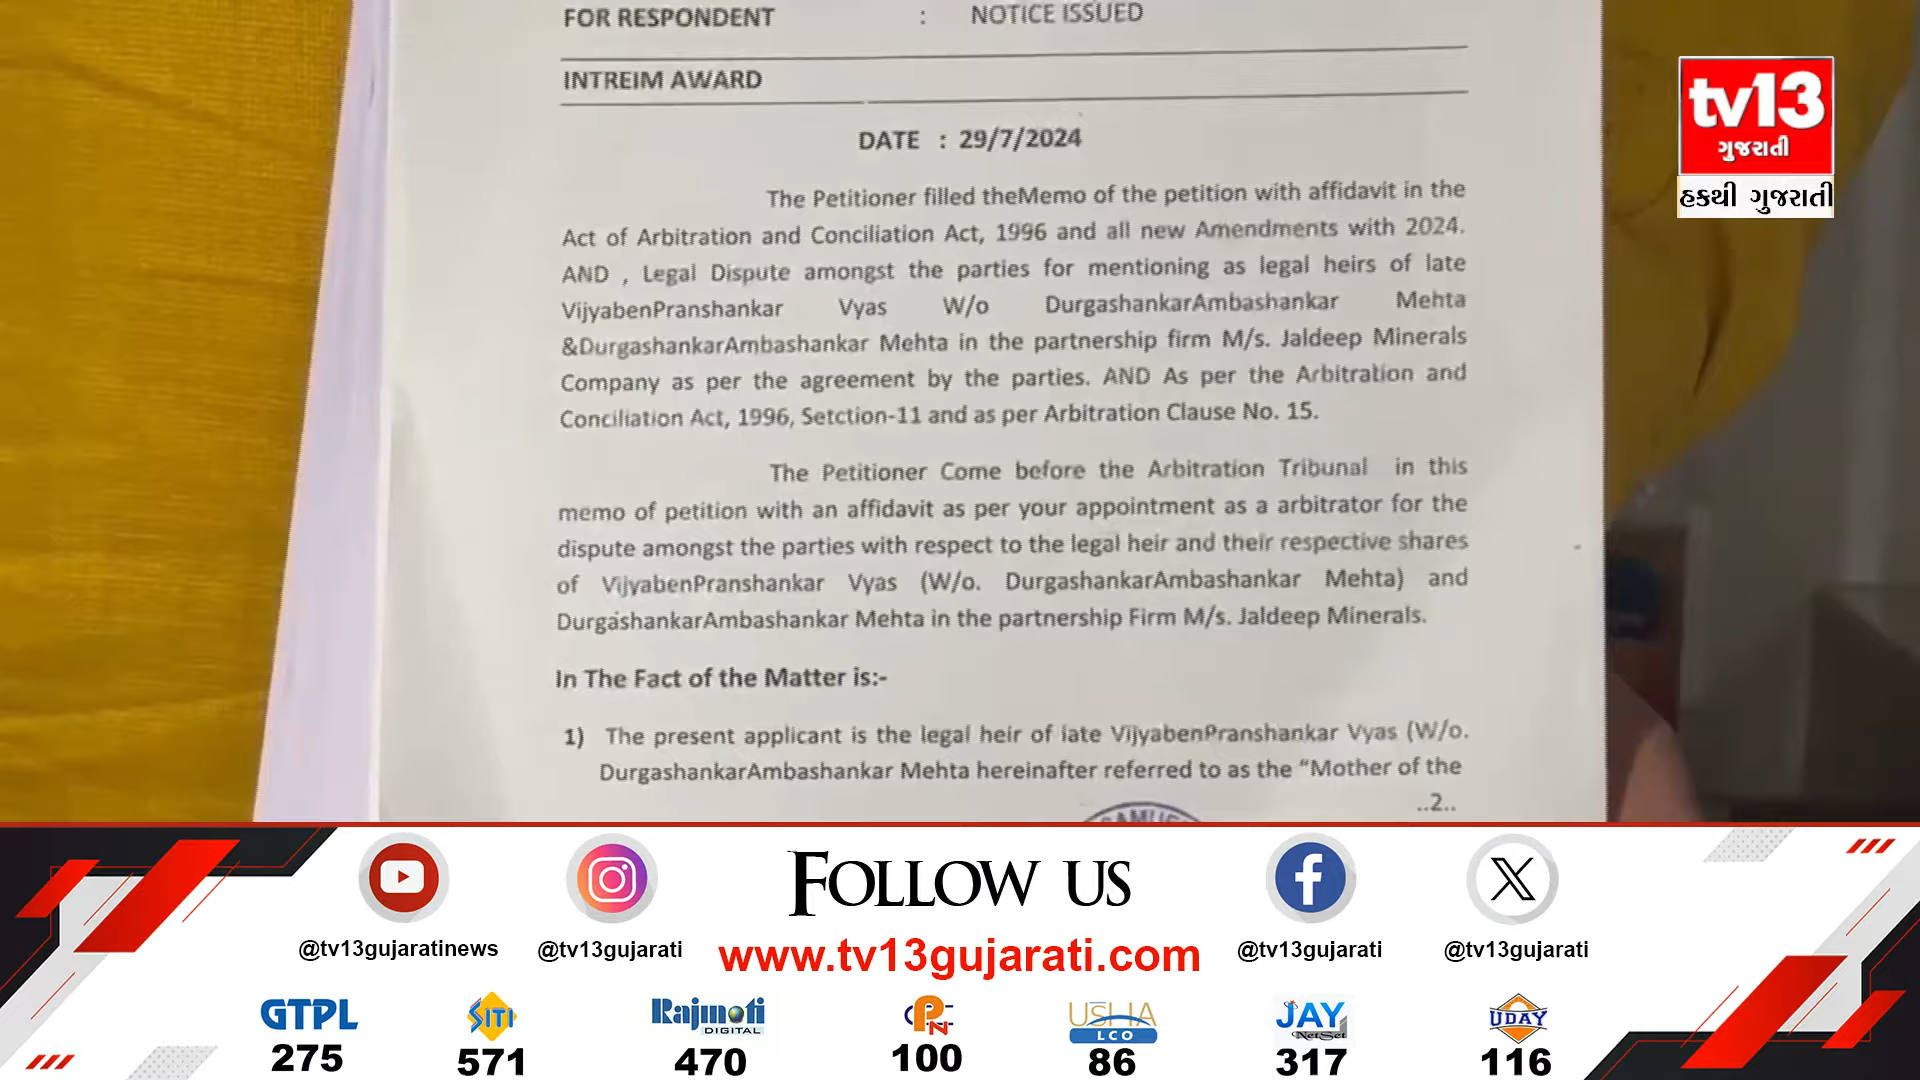 FOR RESPONDENT : NOTICE ISSUED
INTREIM AWARD
DATE : 29/7/2024
The Petitioner filled theMemo of the petition with affidavit in the
Act of Arbitration and Conciliation Act, 1996 and all new Amendments with 2024.
AND , Legal Dispute amongst the parties for mentioning as legal heirs of late
VijyabenPranshankar Vyas W/o DurgashankarAmbashankar Mehta
&DurgashankarAmbashankar Mehta in the partnership firm M/s. Jaldeep Minerals
Company as per the agreement by the parties. AND As per the Arbitration and
Conciliation Act, 1996, Setction-11 and as per Arbitration Clause No. 15.
The Petitioner Come before the Arbitration Tribunal in this
memo of petition with an affidavit as per your appointment as a arbitrator for the
dispute amongst the parties with respect to the legal heir and their respective shares
of VijyabenPranshankar Vyas (W/o. DurgashankarAmbashankar Mehta) and
DurgashankarAmbashankar Mehta in the partnership Firm M/s. Jaldeep Minerals.
In The Fact of the Matter is:-
1) The present applicant is the legal heir of late VijyabenPranshankar Vyas (W/o.
DurgashankarAmbashankar Mehta hereinafter referred to as the “Mother of the
..2..
tv13
ગુજરાતી
હકથી ગુજરાતી
FOLLOW US
@tv13gujaratinews @tv13gujarati www.tv13gujarati.com @tv13gujarati @tv13gujarati
GTPL SITI Rajmoti DIGITAL PN USHA LCO JAY NetSet UDAY
275 571 470 100 86 317 116